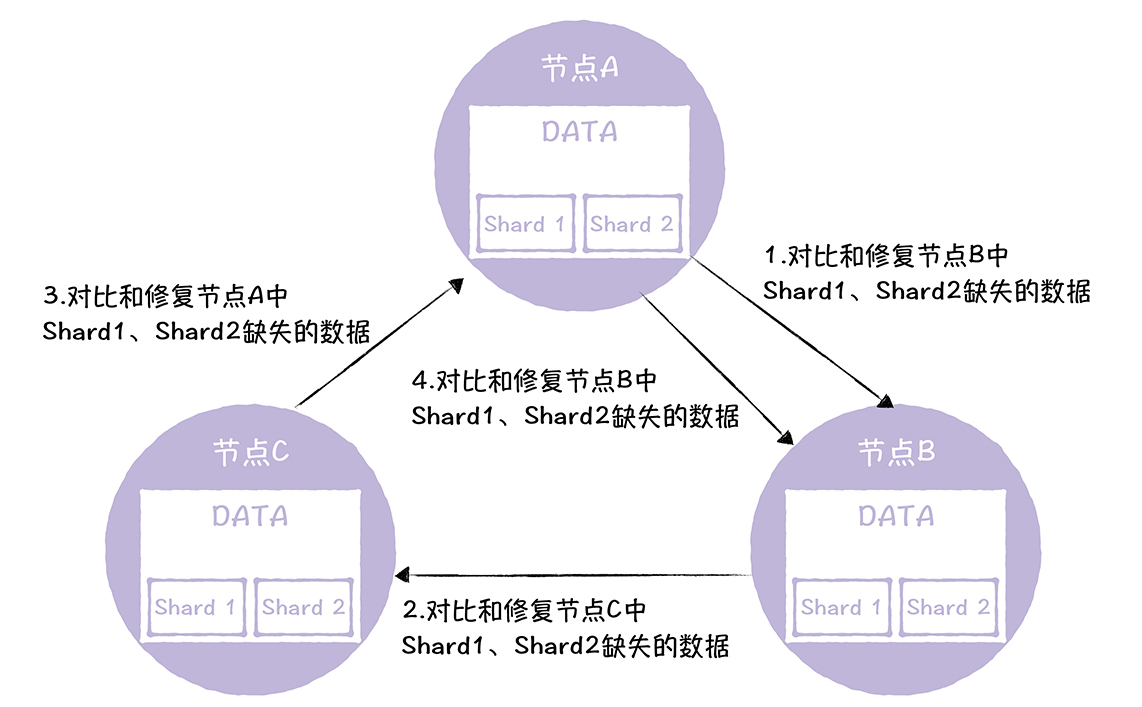 节点A
DATA
Shard 1
Shard 2
1.对比和修复节点B中
Shard1、Shard2缺失的数据
3.对比和修复节点A中
Shard1、Shard2缺失的数据
4.对比和修复节点B中
Shard1、Shard2缺失的数据
节点C
DATA
Shard 1
Shard 2
节点B
DATA
Shard 1
Shard 2
2.对比和修复节点C中
Shard1、Shard2缺失的数据